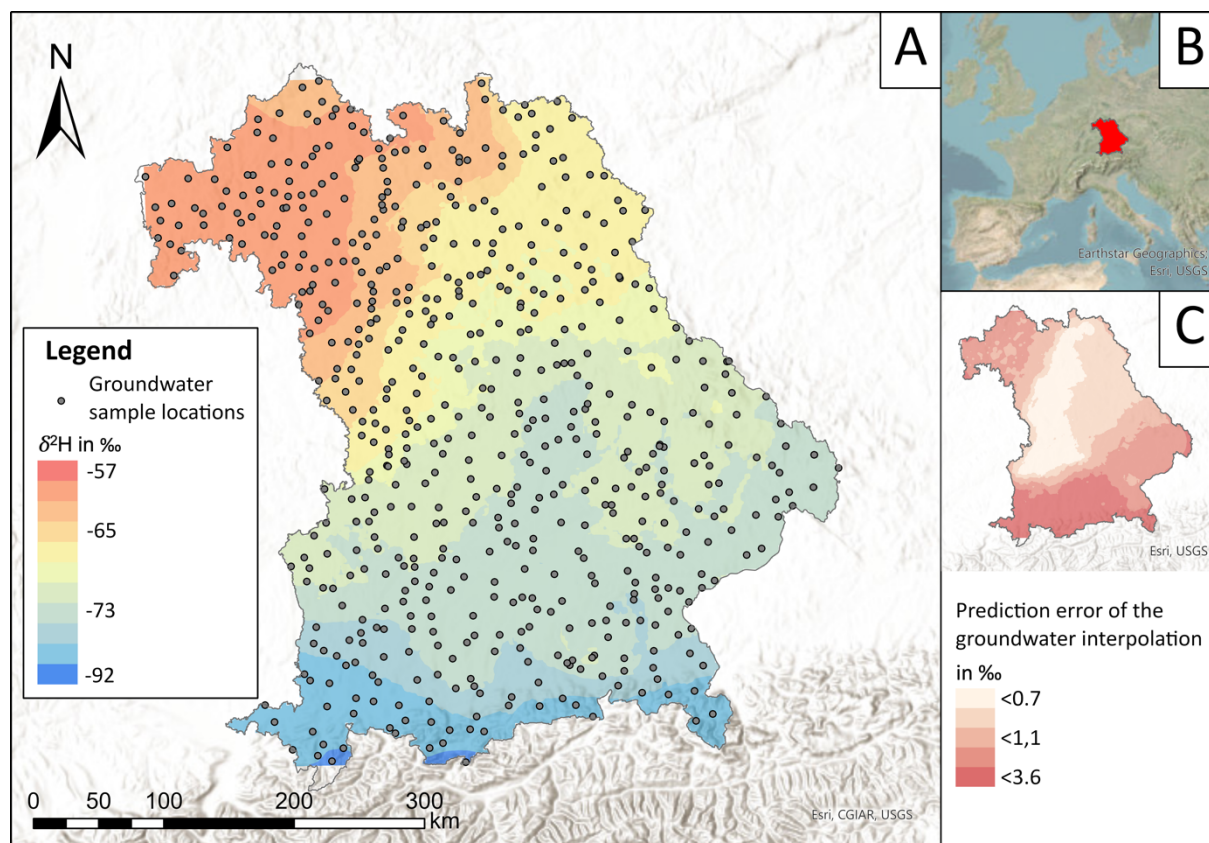 N
A
Legend
Groundwater
sample locations
δ²H in ‰
-57
-65
-73
-92
0 50 100 200 300
km
Esri, CGIAR, USGS
B
Earthstar Geographics;
Esri, USGS
C
Esri, USGS
Prediction error of the
groundwater interpolation
in ‰
<0.7
<1,1
<3.6